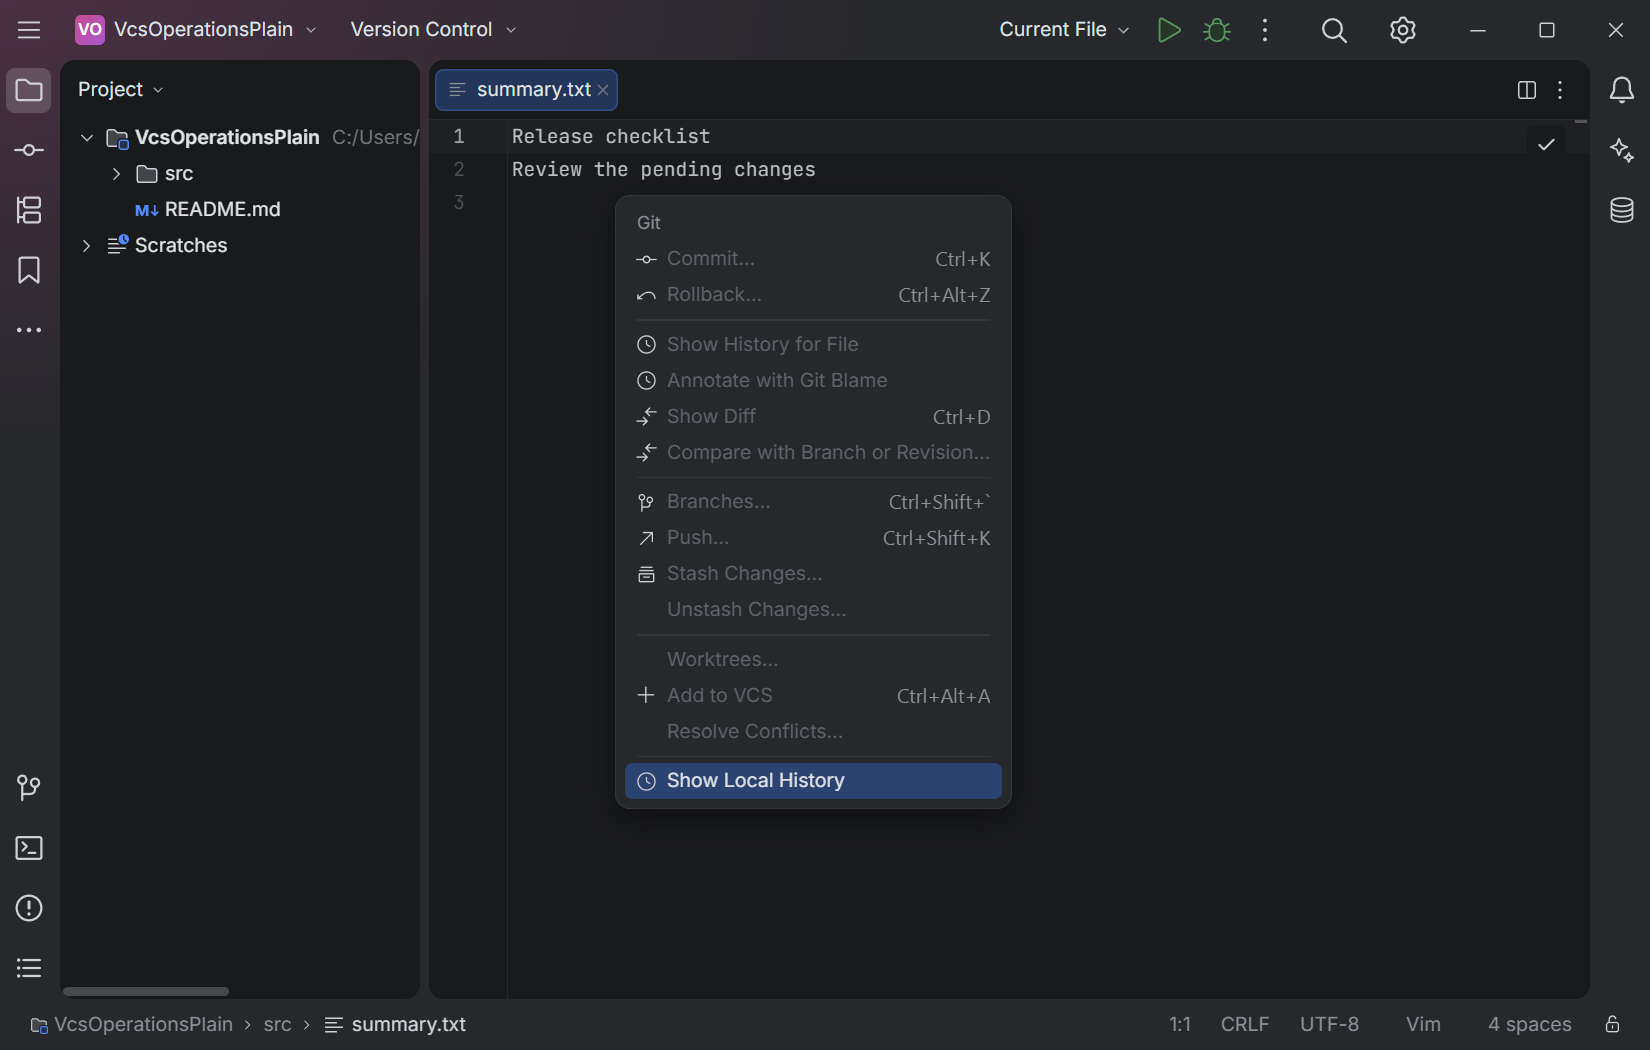 VO VcsOperationsPlain Version Control Current File
Project
summary.txt
VcsOperationsPlain C:/Users/
src
M↓ README.md
Scratches
1 Release checklist
2 Review the pending changes
3
Git
Commit... Ctrl+K
Rollback... Ctrl+Alt+Z
Show History for File
Annotate with Git Blame
Show Diff Ctrl+D
Compare with Branch or Revision...
Branches... Ctrl+Shift+`
Push... Ctrl+Shift+K
Stash Changes...
Unstash Changes...
Worktrees...
Add to VCS Ctrl+Alt+A
Resolve Conflicts...
Show Local History
VcsOperationsPlain › src › summary.txt 1:1 CRLF UTF-8 Vim 4 spaces